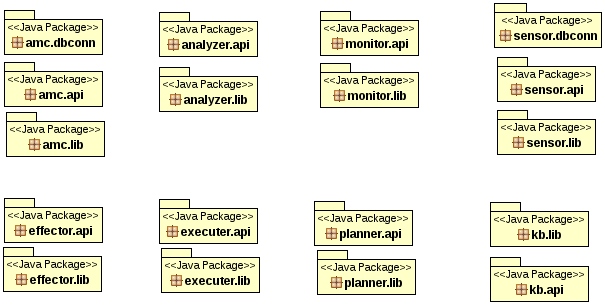 <<Java Package>>
amc.dbconn
<<Java Package>>
amc.api
<<Java Package>>
amc.lib
<<Java Package>>
analyzer.api
<<Java Package>>
analyzer.lib
<<Java Package>>
monitor.api
<<Java Package>>
monitor.lib
<<Java Package>>
sensor.dbconn
<<Java Package>>
sensor.api
<<Java Package>>
sensor.lib
<<Java Package>>
effector.api
<<Java Package>>
effector.lib
<<Java Package>>
executer.api
<<Java Package>>
executer.lib
<<Java Package>>
planner.api
<<Java Package>>
planner.lib
<<Java Package>>
kb.lib
<<Java Package>>
kb.api